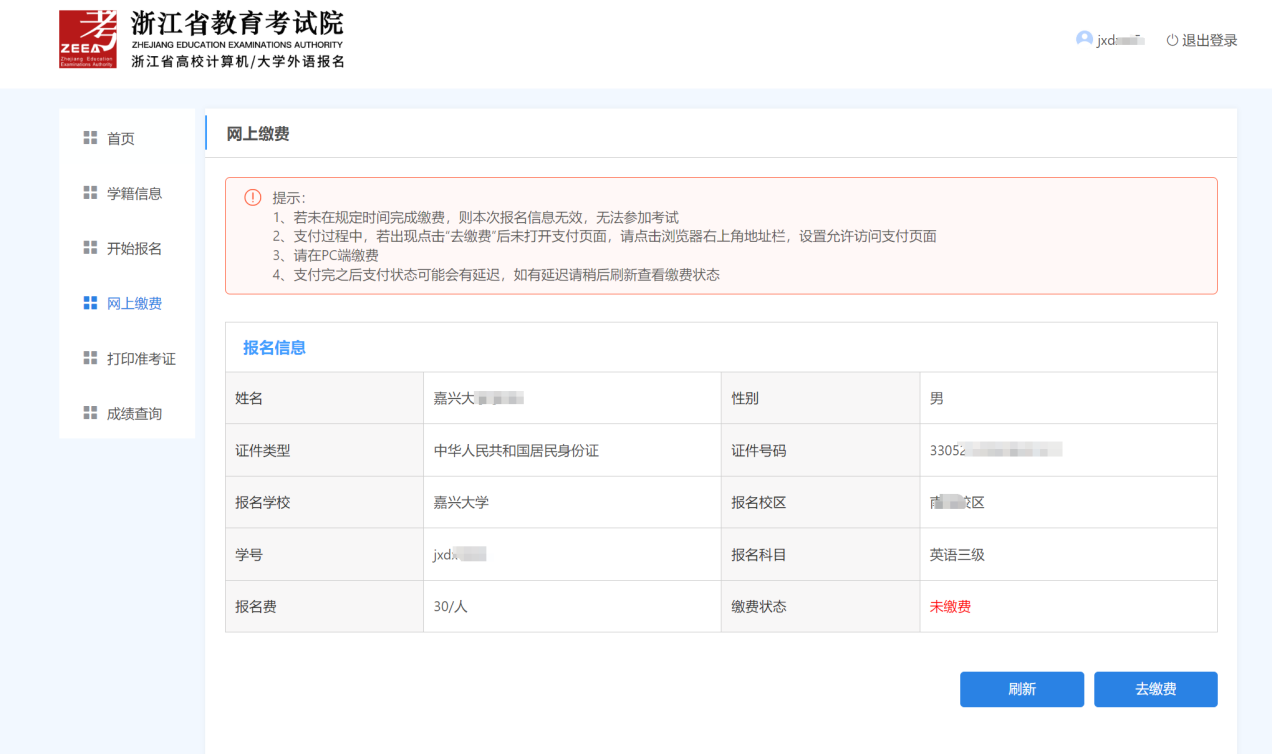 考
ZEEA
Zhejiang Education
Examinations Authority
浙江省教育考试院
ZHEJIANG EDUCATION EXAMINATIONS AUTHORITY
浙江省高校计算机/大学外语报名
jxd
退出登录
首页
学籍信息
开始报名
网上缴费
打印准考证
成绩查询
网上缴费
提示：
1、若未在规定时间完成缴费，则本次报名信息无效，无法参加考试
2、支付过程中，若出现点击“去缴费”后未打开支付页面，请点击浏览器右上角地址栏，设置允许访问支付页面
3、请在PC端缴费
4、支付完之后支付状态可能会有延迟，如有延迟请稍后刷新查看缴费状态
报名信息
姓名 嘉兴大 性别 男
证件类型 中华人民共和国居民身份证 证件号码 33052
报名学校 嘉兴大学 报名校区 校区
学号 jxd 报名科目 英语三级
报名费 30/人 缴费状态 未缴费
刷新 去缴费